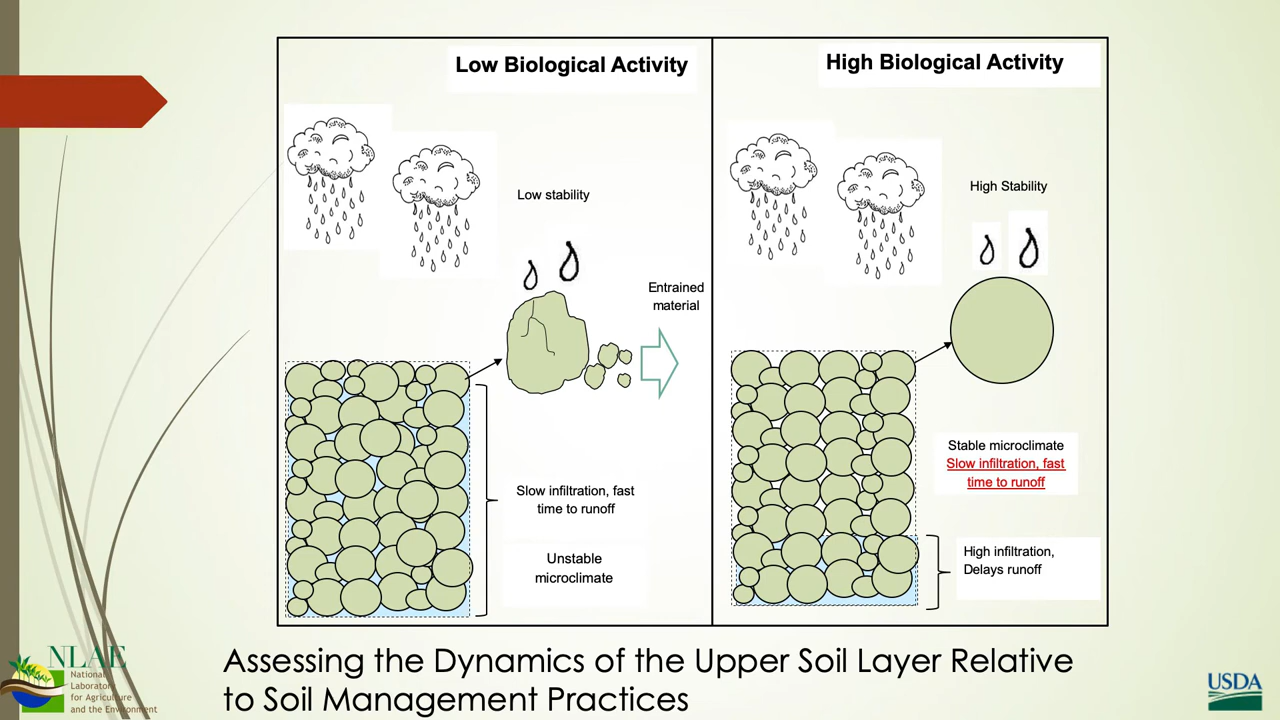 Low Biological Activity
Low stability
Entrained
material
Slow infiltration, fast
time to runoff
Unstable
microclimate
High Biological Activity
High Stability
Stable microclimate
Slow infiltration, fast
time to runoff
High infiltration,
Delays runoff
Assessing the Dynamics of the Upper Soil Layer Relative
to Soil Management Practices
NLAE
National
Laboratory
for Agriculture
and the Environment
USDA